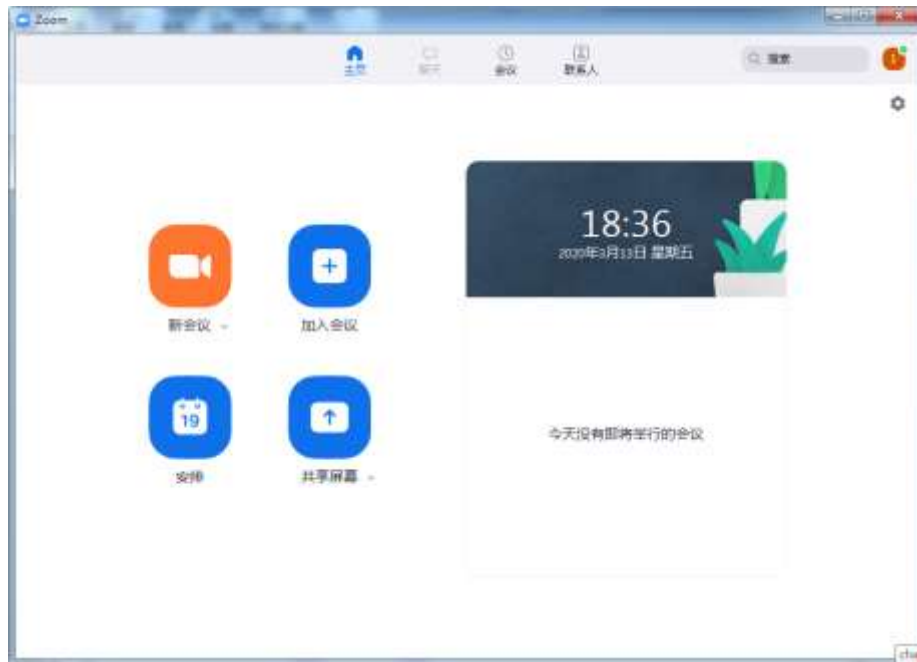 Zoom
主页
聊天
会议
联系人
搜索
18:36
2020年3月13日 星期五
新会议
加入会议
19
安排
共享屏幕
今天没有即将举行的会议